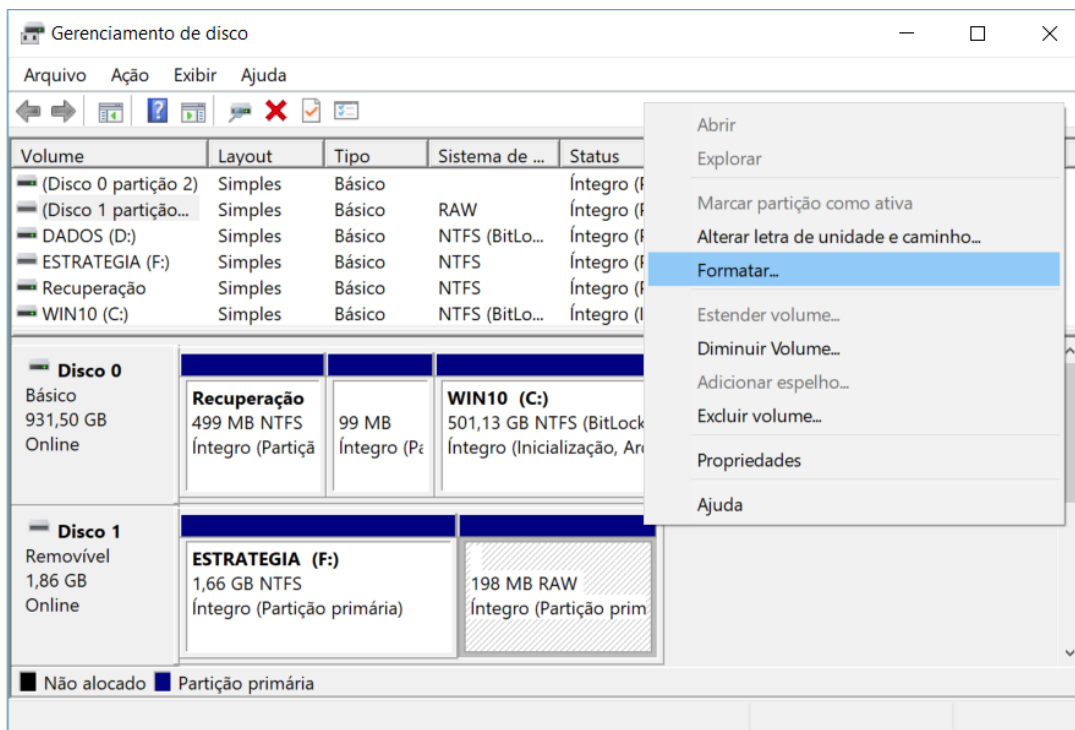 Gerenciamento de disco
Arquivo Ação Exibir Ajuda
Volume Layout Tipo Sistema de ... Status
(Disco 0 partição 2) Simples Básico Íntegro (
(Disco 1 partição... Simples Básico RAW Íntegro (
DADOS (D:) Simples Básico NTFS (BitLo... Íntegro (
ESTRATEGIA (F:) Simples Básico NTFS Íntegro (
Recuperação Simples Básico NTFS Íntegro (
WIN10 (C:) Simples Básico NTFS (BitLo... Íntegro (I
Abrir
Explorar
Marcar partição como ativa
Alterar letra de unidade e caminho...
Formatar...
Estender volume...
Diminuir Volume...
Adicionar espelho...
Excluir volume...
Propriedades
Ajuda
Disco 0
Básico
931,50 GB
Online
Recuperação
499 MB NTFS
Íntegro (Partiçã
99 MB
Íntegro (Pa
WIN10 (C:)
501,13 GB NTFS (BitLock
Íntegro (Inicialização, Arq
Disco 1
Removível
1,86 GB
Online
ESTRATEGIA (F:)
1,66 GB NTFS
Íntegro (Partição primária)
198 MB RAW
Íntegro (Partição prim
Não alocado Partição primária